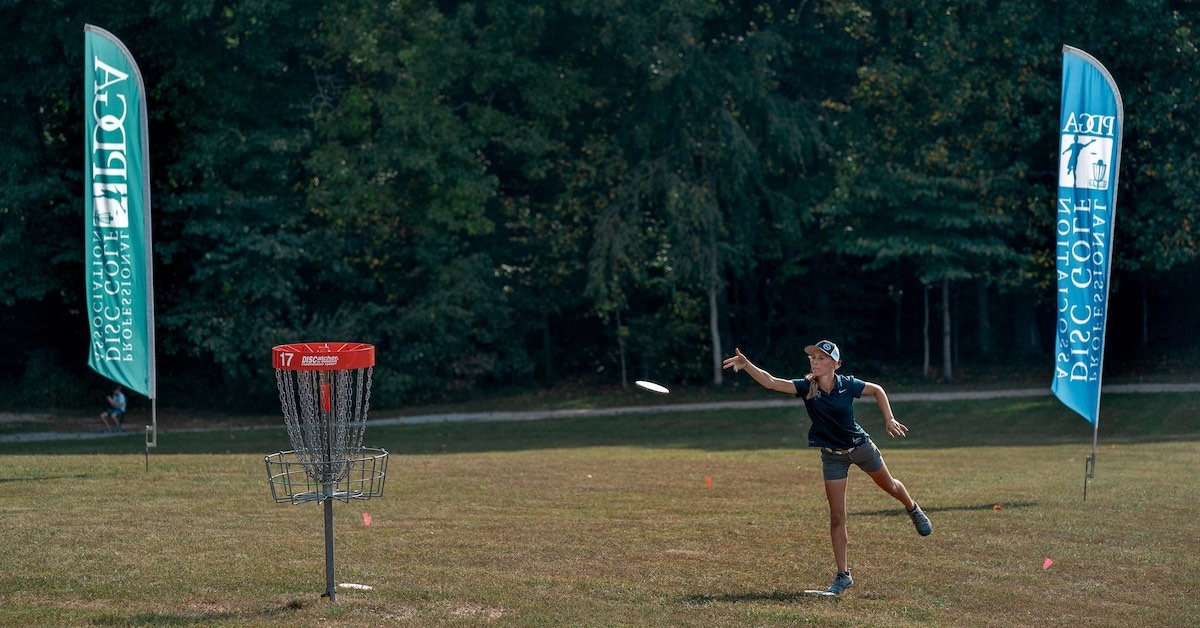 PDGA
PROFESSIONAL
DISC GOLF
ASSOCIATION
17 DISCatcher
PDGA
PROFESSIONAL
DISC GOLF
ASSOCIATION